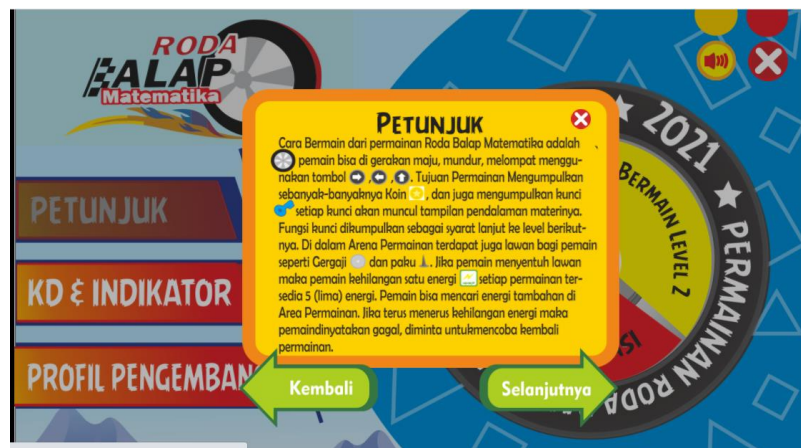 RODA
BALAP
Matematika
PETUNJUK
KD & INDIKATOR
PROFIL PENGEMBAN
PETUNJUK
Cara Bermain dari permainan Roda Balap Matematika adalah
pemain bisa di gerakan maju, mundur, melompat menggu-
nakan tombol , , . Tujuan Permainan Mengumpulkan
sebanyak-banyaknya Koin , dan juga mengumpulkan kunci
setiap kunci akan muncul tampilan pendalaman materinya.
Fungsi kunci dikumpulkan sebagai syarat lanjut ke level berikut-
nya. Di dalam Arena Permainan terdapat juga lawan bagi pemain
seperti Gergaji dan paku . Jika pemain menyentuh lawan
maka pemain kehilangan satu energi setiap permainan ter-
sedia 5 (lima) energi. Pemain bisa mencari energi tambahan di
Area Permainan. Jika terus menerus kehilangan energi maka
pemaindinyatakan gagal, diminta untukmencoba kembali
permainan.
Kembali
Selanjutnya
2021
PERMAINAN RODA
BERMAIN LEVEL 2